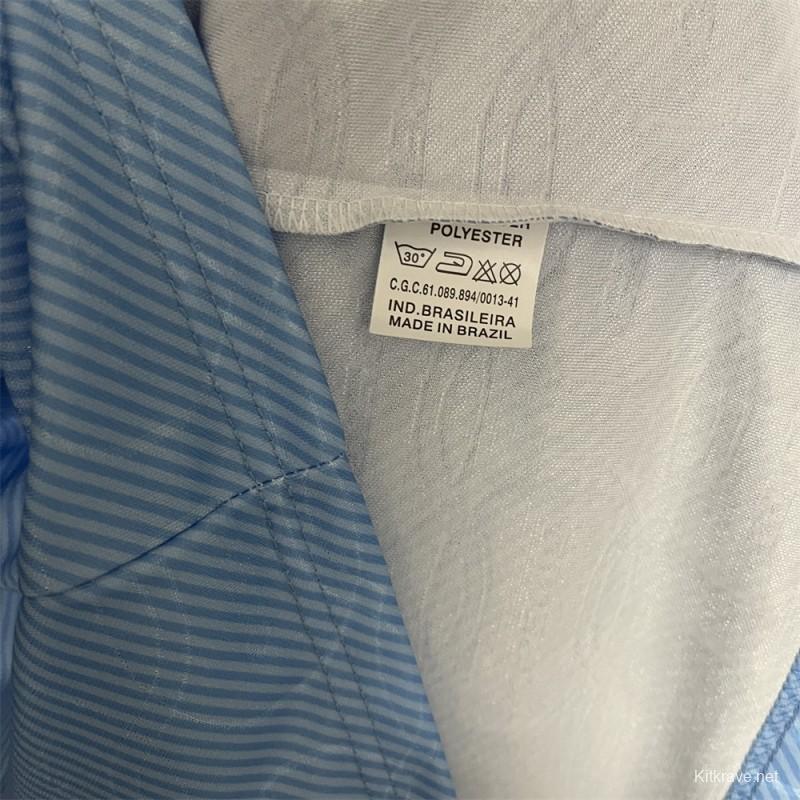 POLYESTER
30°
C.G.C.61.089.894/0013-41
IND.BRASILEIRA
MADE IN BRAZIL
Kitkrave.net